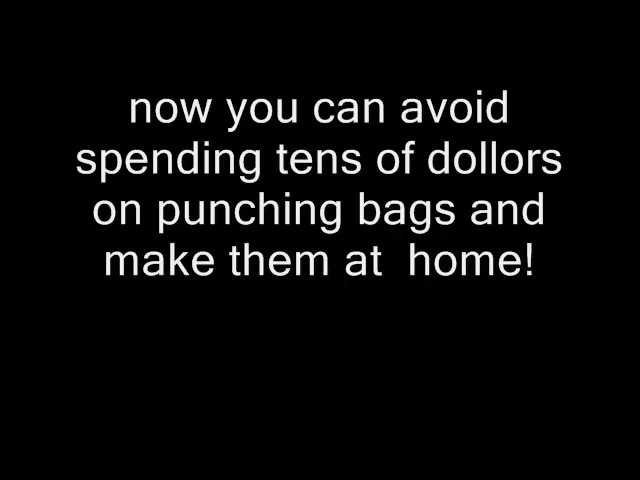 now you can avoid
spending tens of dollors
on punching bags and
make them at  home!